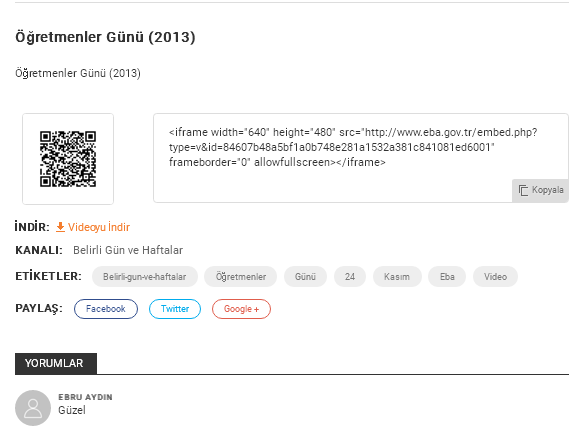 Öğretmenler Günü (2013)
Öğretmenler Günü (2013)
<iframe width="640" height="480" src="http://www.eba.gov.tr/embed.php?
type=v&id=84607b48a5bf1a0b748e281a1532a381c841081ed6001"
frameborder="0" allowfullscreen></iframe>
Kopyala
İNDİR: Videoyu İndir
KANALI: Belirli Gün ve Haftalar
ETİKETLER: Belirli-gun-ve-haftalar Öğretmenler Günü 24 Kasım Eba Video
PAYLAŞ: Facebook Twitter Google +
YORUMLAR
EBRU AYDIN
Güzel